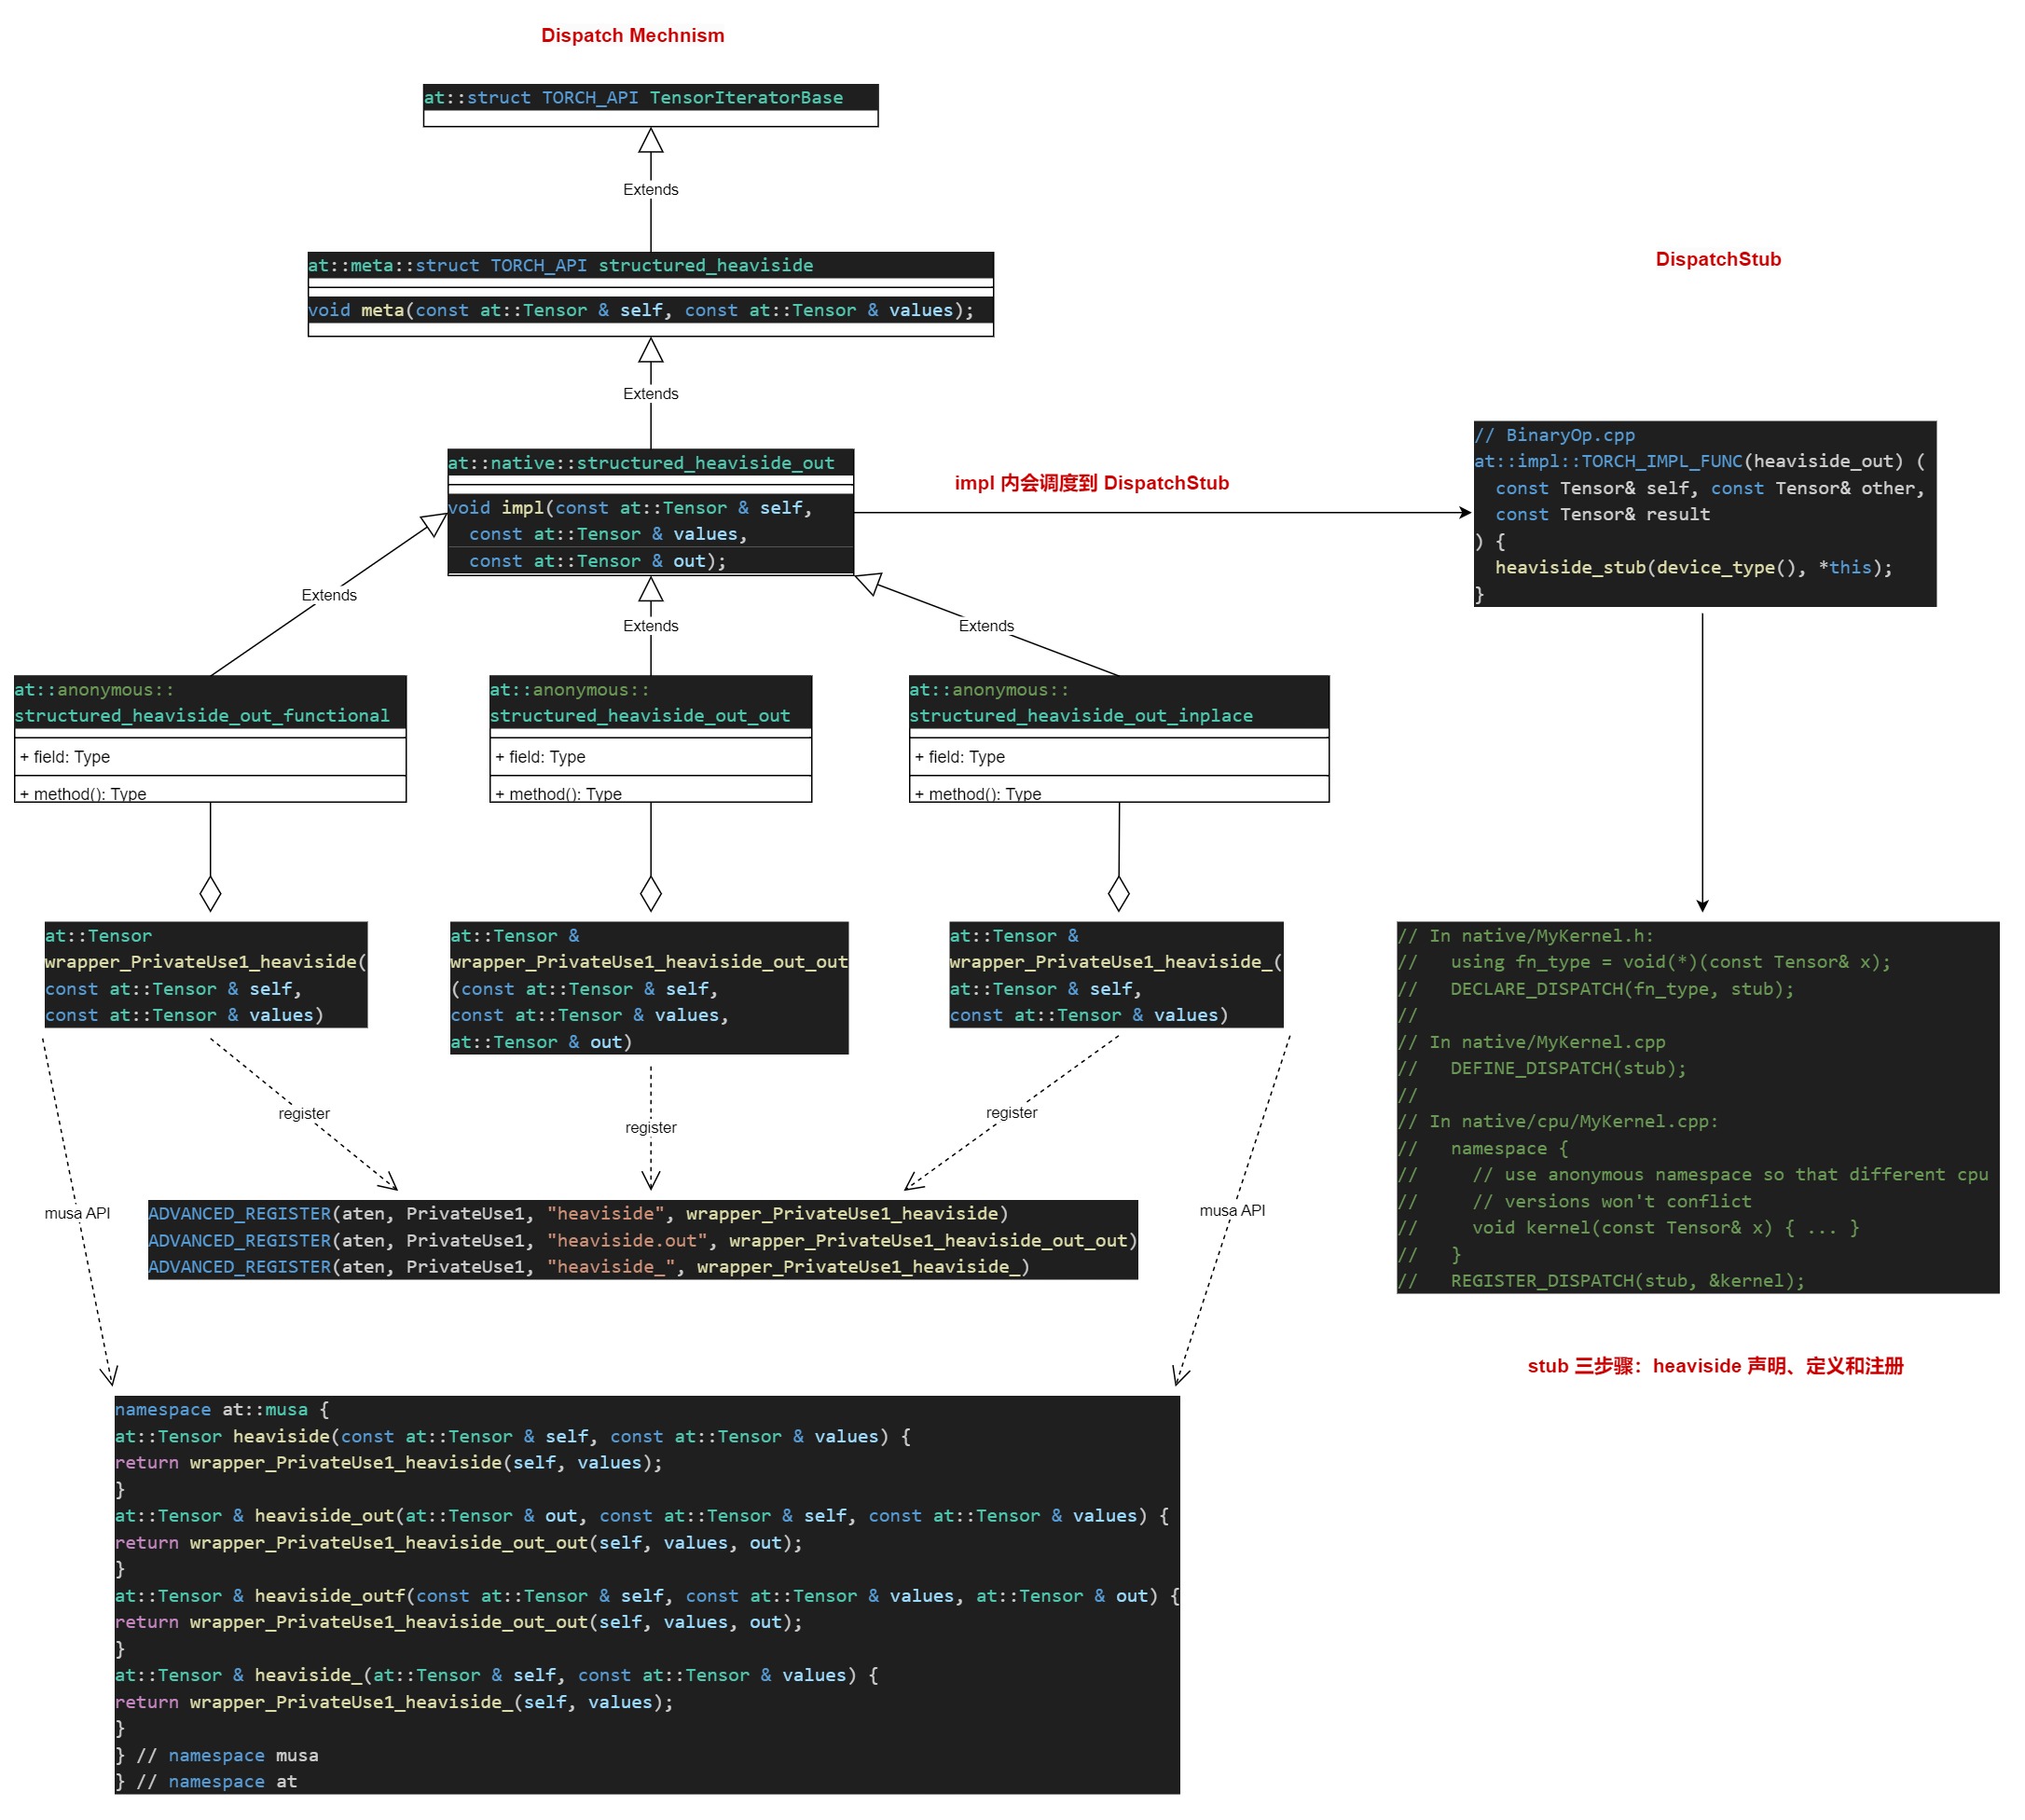 Dispatch Mechnism
at::struct TORCH_API TensorIteratorBase
Extends
at::meta::struct TORCH_API structured_heaviside
void meta(const at::Tensor & self, const at::Tensor & values);
Extends
at::native::structured_heaviside_out
void impl(const at::Tensor & self,
const at::Tensor & values,
const at::Tensor & out);
Extends
Extends
Extends
at::anonymous::
structured_heaviside_out_functional
+ field: Type
+ method(): Type
at::anonymous::
structured_heaviside_out_out
+ field: Type
+ method(): Type
at::anonymous::
structured_heaviside_out_inplace
+ field: Type
+ method(): Type
at::Tensor
wrapper_PrivateUse1_heaviside(
const at::Tensor & self,
const at::Tensor & values)
at::Tensor &
wrapper_PrivateUse1_heaviside_out_out
(const at::Tensor & self,
const at::Tensor & values,
at::Tensor & out)
at::Tensor &
wrapper_PrivateUse1_heaviside_(
at::Tensor & self,
const at::Tensor & values)
register
register
register
musa API
musa API
ADVANCED_REGISTER(aten, PrivateUse1, "heaviside", wrapper_PrivateUse1_heaviside)
ADVANCED_REGISTER(aten, PrivateUse1, "heaviside.out", wrapper_PrivateUse1_heaviside_out_out)
ADVANCED_REGISTER(aten, PrivateUse1, "heaviside_", wrapper_PrivateUse1_heaviside_)
namespace at::musa {
at::Tensor heaviside(const at::Tensor & self, const at::Tensor & values) {
return wrapper_PrivateUse1_heaviside(self, values);
}
at::Tensor & heaviside_out(at::Tensor & out, const at::Tensor & self, const at::Tensor & values) {
return wrapper_PrivateUse1_heaviside_out_out(self, values, out);
}
at::Tensor & heaviside_outf(const at::Tensor & self, const at::Tensor & values, at::Tensor & out) {
return wrapper_PrivateUse1_heaviside_out_out(self, values, out);
}
at::Tensor & heaviside_(at::Tensor & self, const at::Tensor & values) {
return wrapper_PrivateUse1_heaviside_(self, values);
}
} // namespace musa
} // namespace at
impl 内会调度到 DispatchStub
DispatchStub
// BinaryOp.cpp
at::impl::TORCH_IMPL_FUNC(heaviside_out) (
const Tensor& self, const Tensor& other,
const Tensor& result
) {
heaviside_stub(device_type(), *this);
}
// In native/MyKernel.h:
//   using fn_type = void(*)(const Tensor& x);
//   DECLARE_DISPATCH(fn_type, stub);
//
// In native/MyKernel.cpp
//   DEFINE_DISPATCH(stub);
//
// In native/cpu/MyKernel.cpp:
//   namespace {
//     // use anonymous namespace so that different cpu
//     // versions won't conflict
//     void kernel(const Tensor& x) { ... }
//   }
//   REGISTER_DISPATCH(stub, &kernel);
stub 三步骤：heaviside 声明、定义和注册